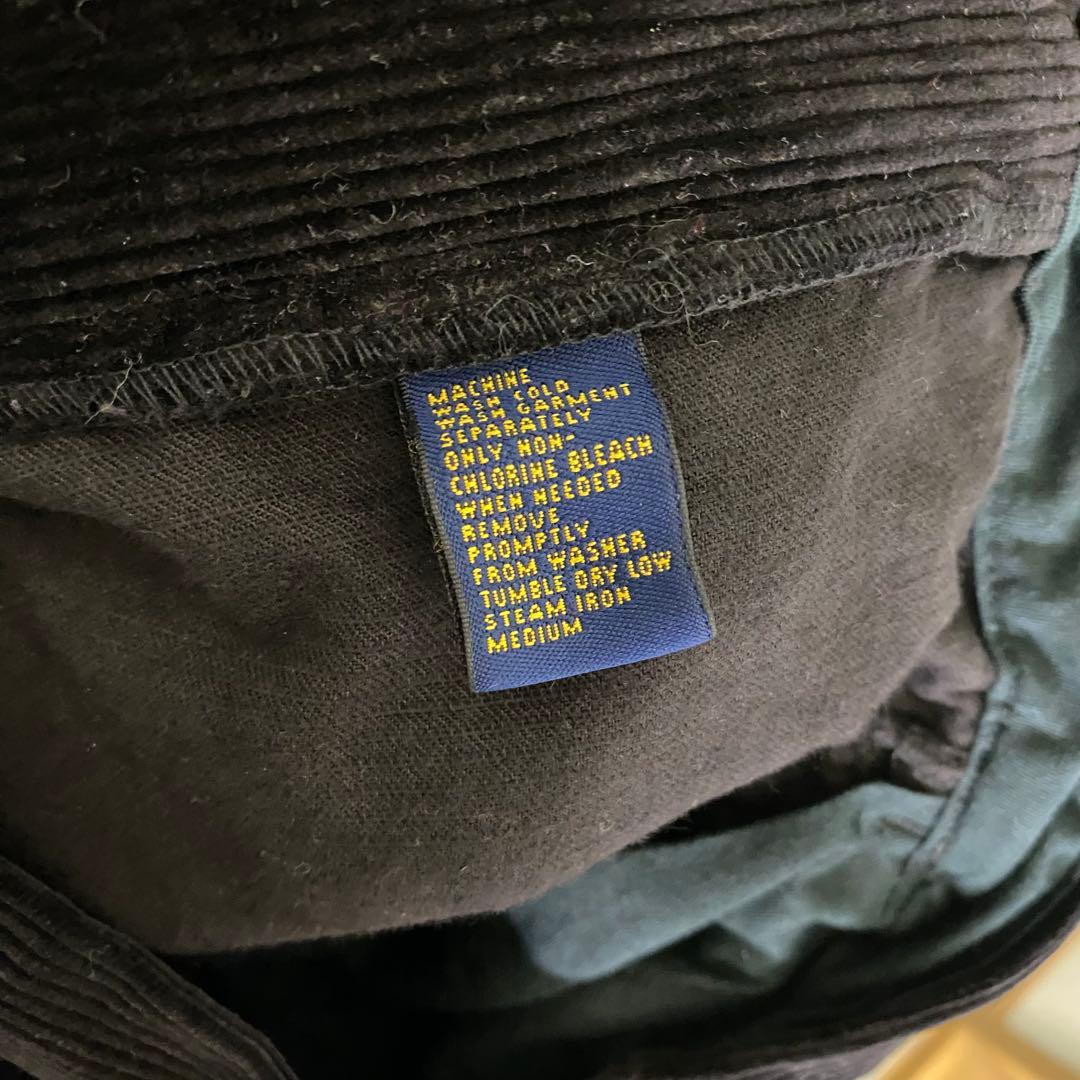 MACHINE
WASH COLD
WASH GARMENT
SEPARATELY
ONLY NON-
CHLORINE BLEACH
WHEN NEEDED
REMOVE
PROMPTLY
FROM WASHER
TUMBLE DRY LOW
STEAM IRON
MEDIUM